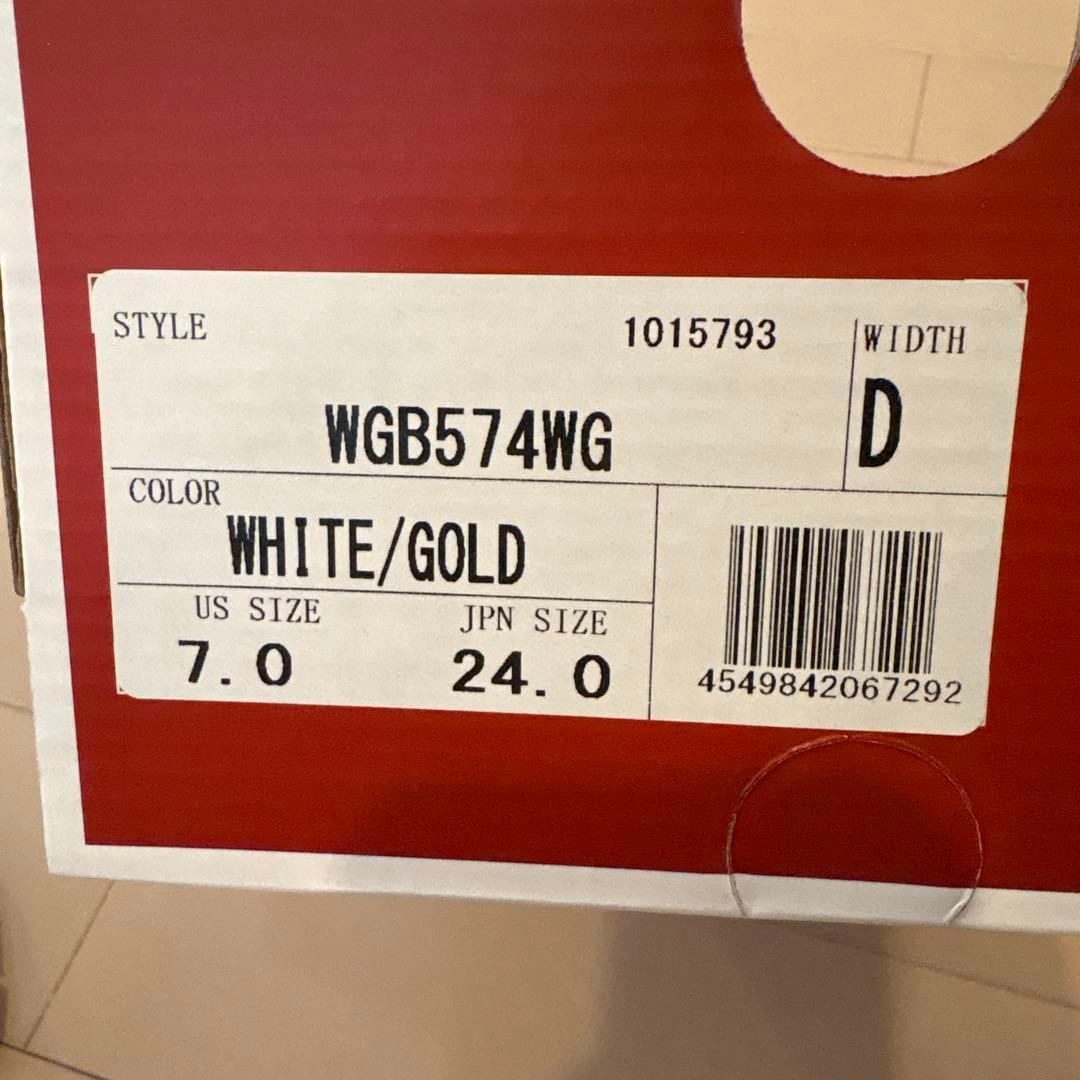 STYLE
1015793
WIDTH
WGB574WG
D
COLOR
WHITE/GOLD
US SIZE
JPN SIZE
7.0
24.0
4549842067292